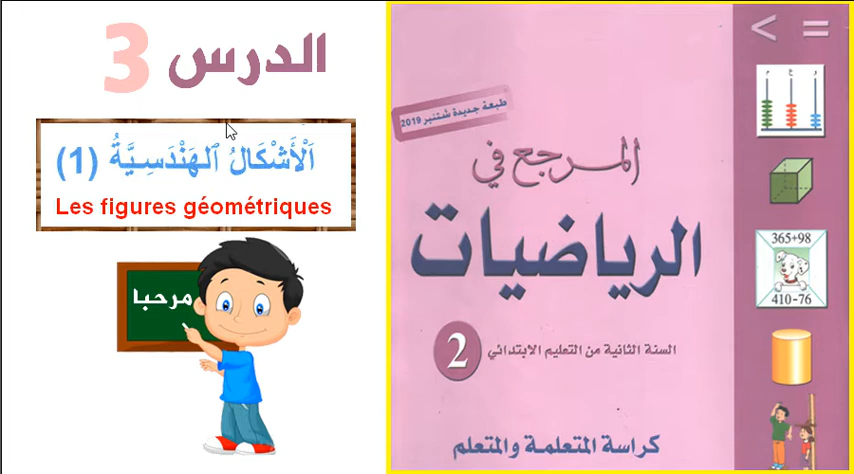 الدرس 3
اَلْأَشْكَالُ ٱلهَنْدَسِيَّةُ (1)
Les figures géométriques
مرحبا
< =
طبعة جديدة شتنبر 2019
المرجع في
الرياضيات
365+98
410-76
السنة الثانية من التعليم الابتدائي 2
كراسة المتعلمة والمتعلم